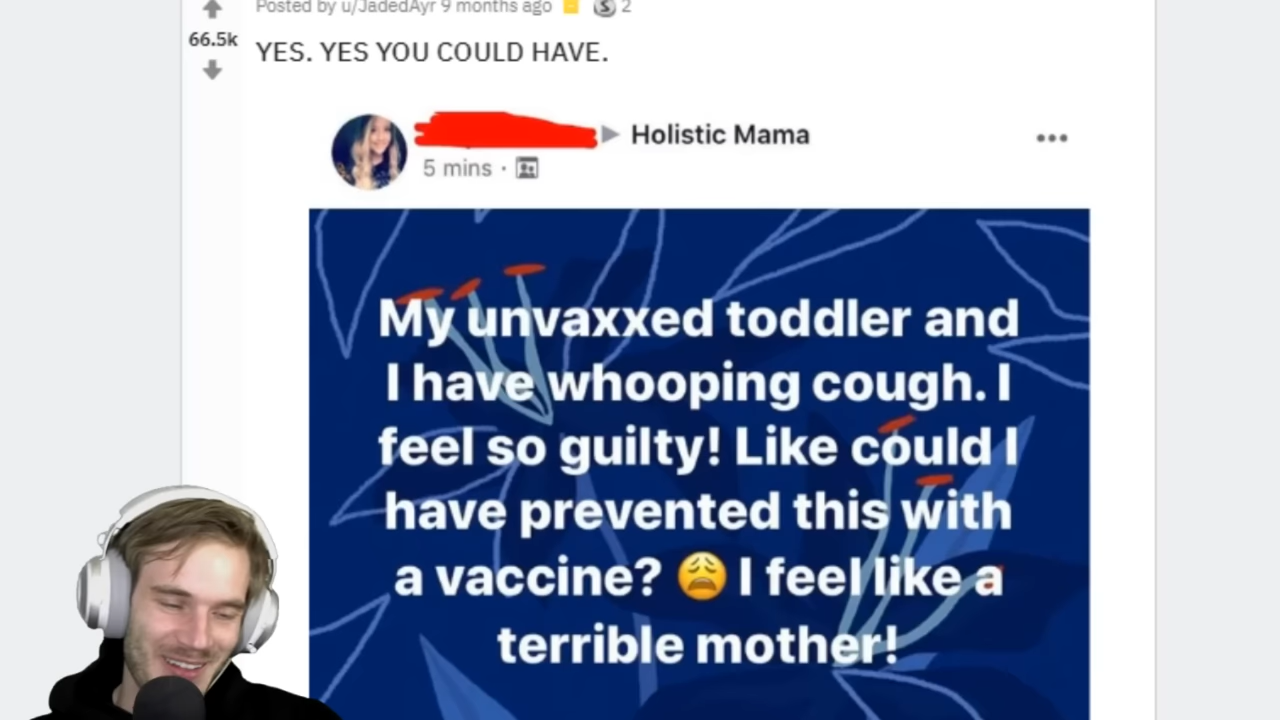 Posted by u/JadedAyr 9 months ago S 2
66.5k
YES. YES YOU COULD HAVE.
Holistic Mama
5 mins ·
My unvaxxed toddler and
I have whooping cough. I
feel so guilty! Like could I
have prevented this with
a vaccine? 😩 I feel like a
terrible mother!